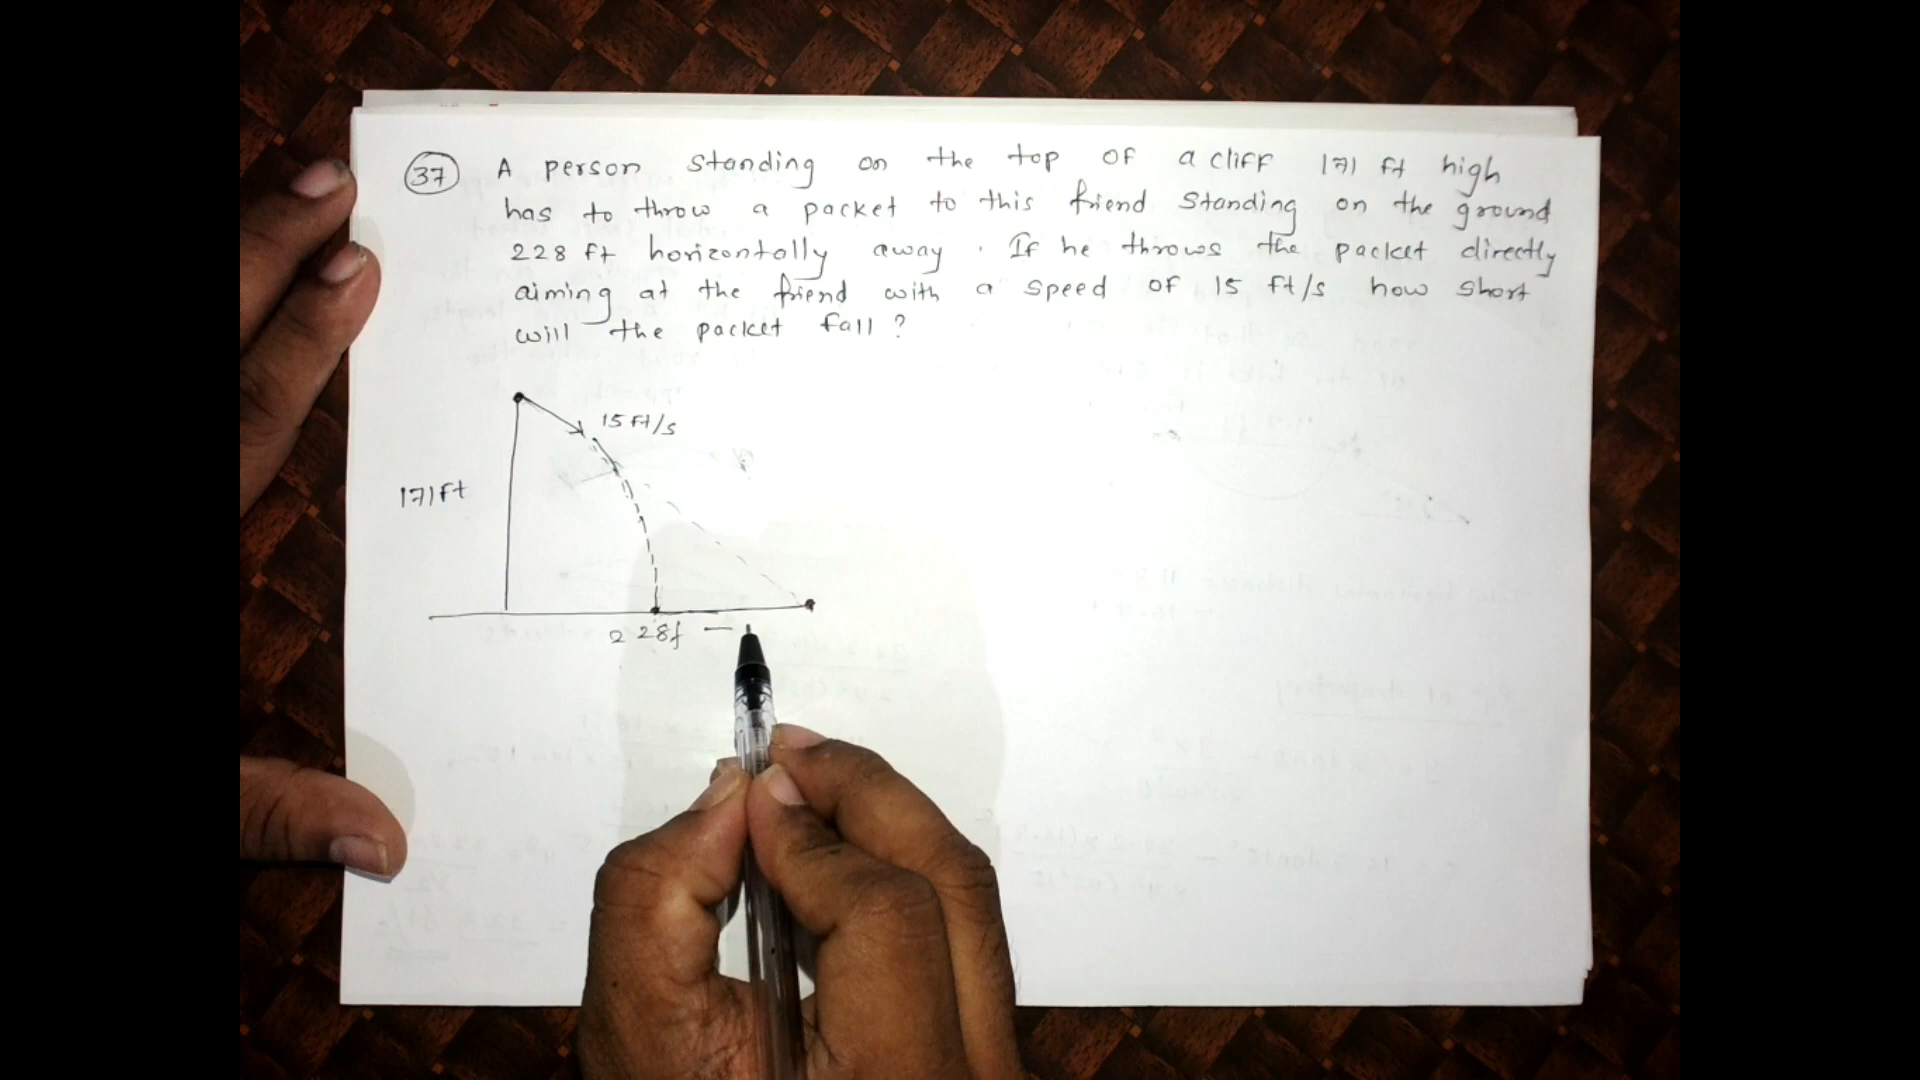 37 A person standing on the top of a cliff 171 ft high
has to throw a packet to this friend standing on the ground
228 ft horizontally away. If he throws the packet directly
aiming at the friend with a speed of 15 ft/s how short
will the packet fall?
15 ft/s
171 ft
228f